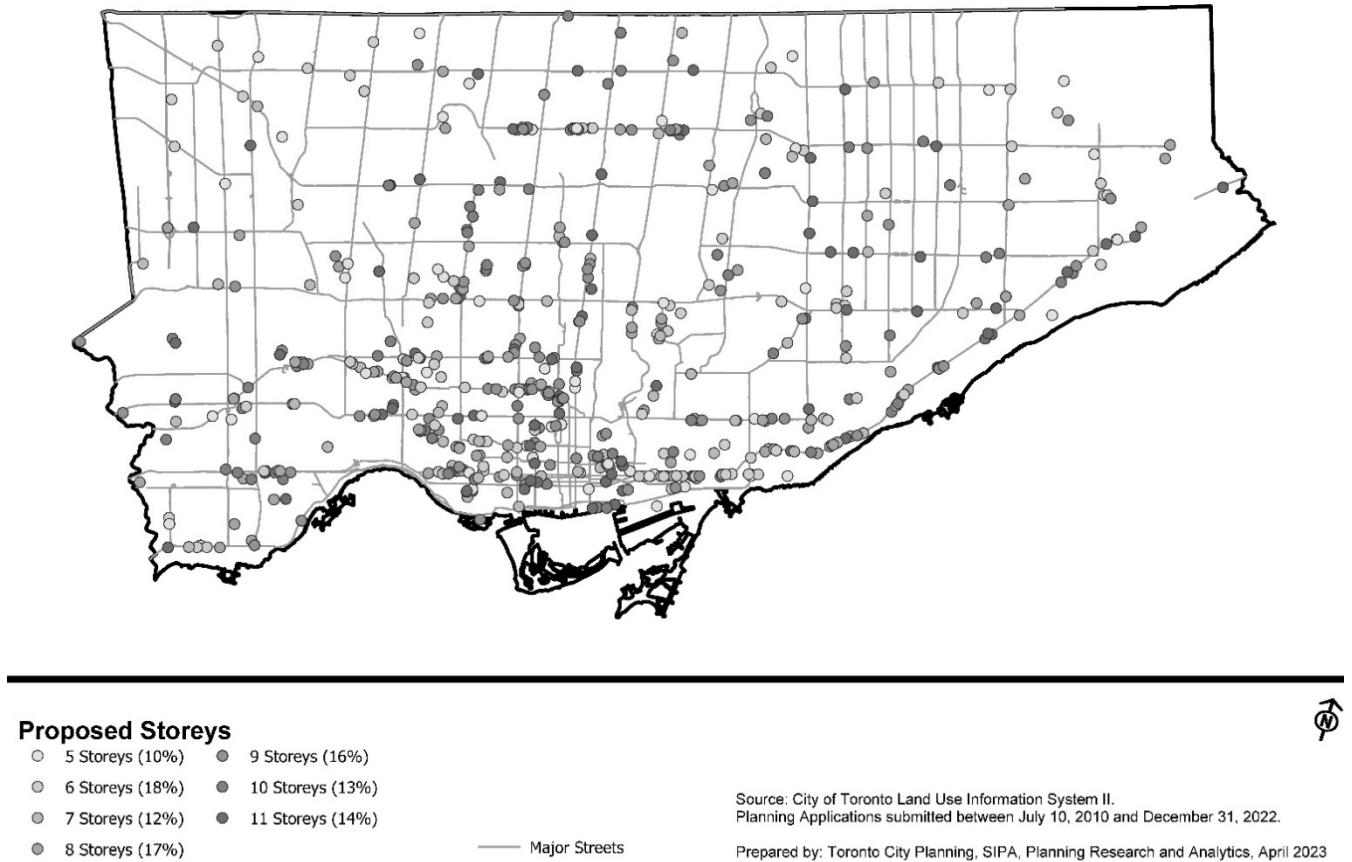 Proposed Storeys
5 Storeys (10%)
6 Storeys (18%)
7 Storeys (12%)
8 Storeys (17%)
9 Storeys (16%)
10 Storeys (13%)
11 Storeys (14%)
Major Streets
N
Source: City of Toronto Land Use Information System II.
Planning Applications submitted between July 10, 2010 and December 31, 2022.
Prepared by: Toronto City Planning, SIPA, Planning Research and Analytics, April 2023